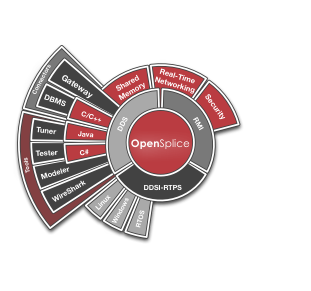 Connectors
Gateway
DBMS
C/C++
Java
C#
Tools
Tuner
Tester
Modeler
WireShark
Shared
Memory
Real-Time
Networking
Security
DDS
RMI
OpenSplice
DDSI-RTPS
Linux
Windows
RTOS